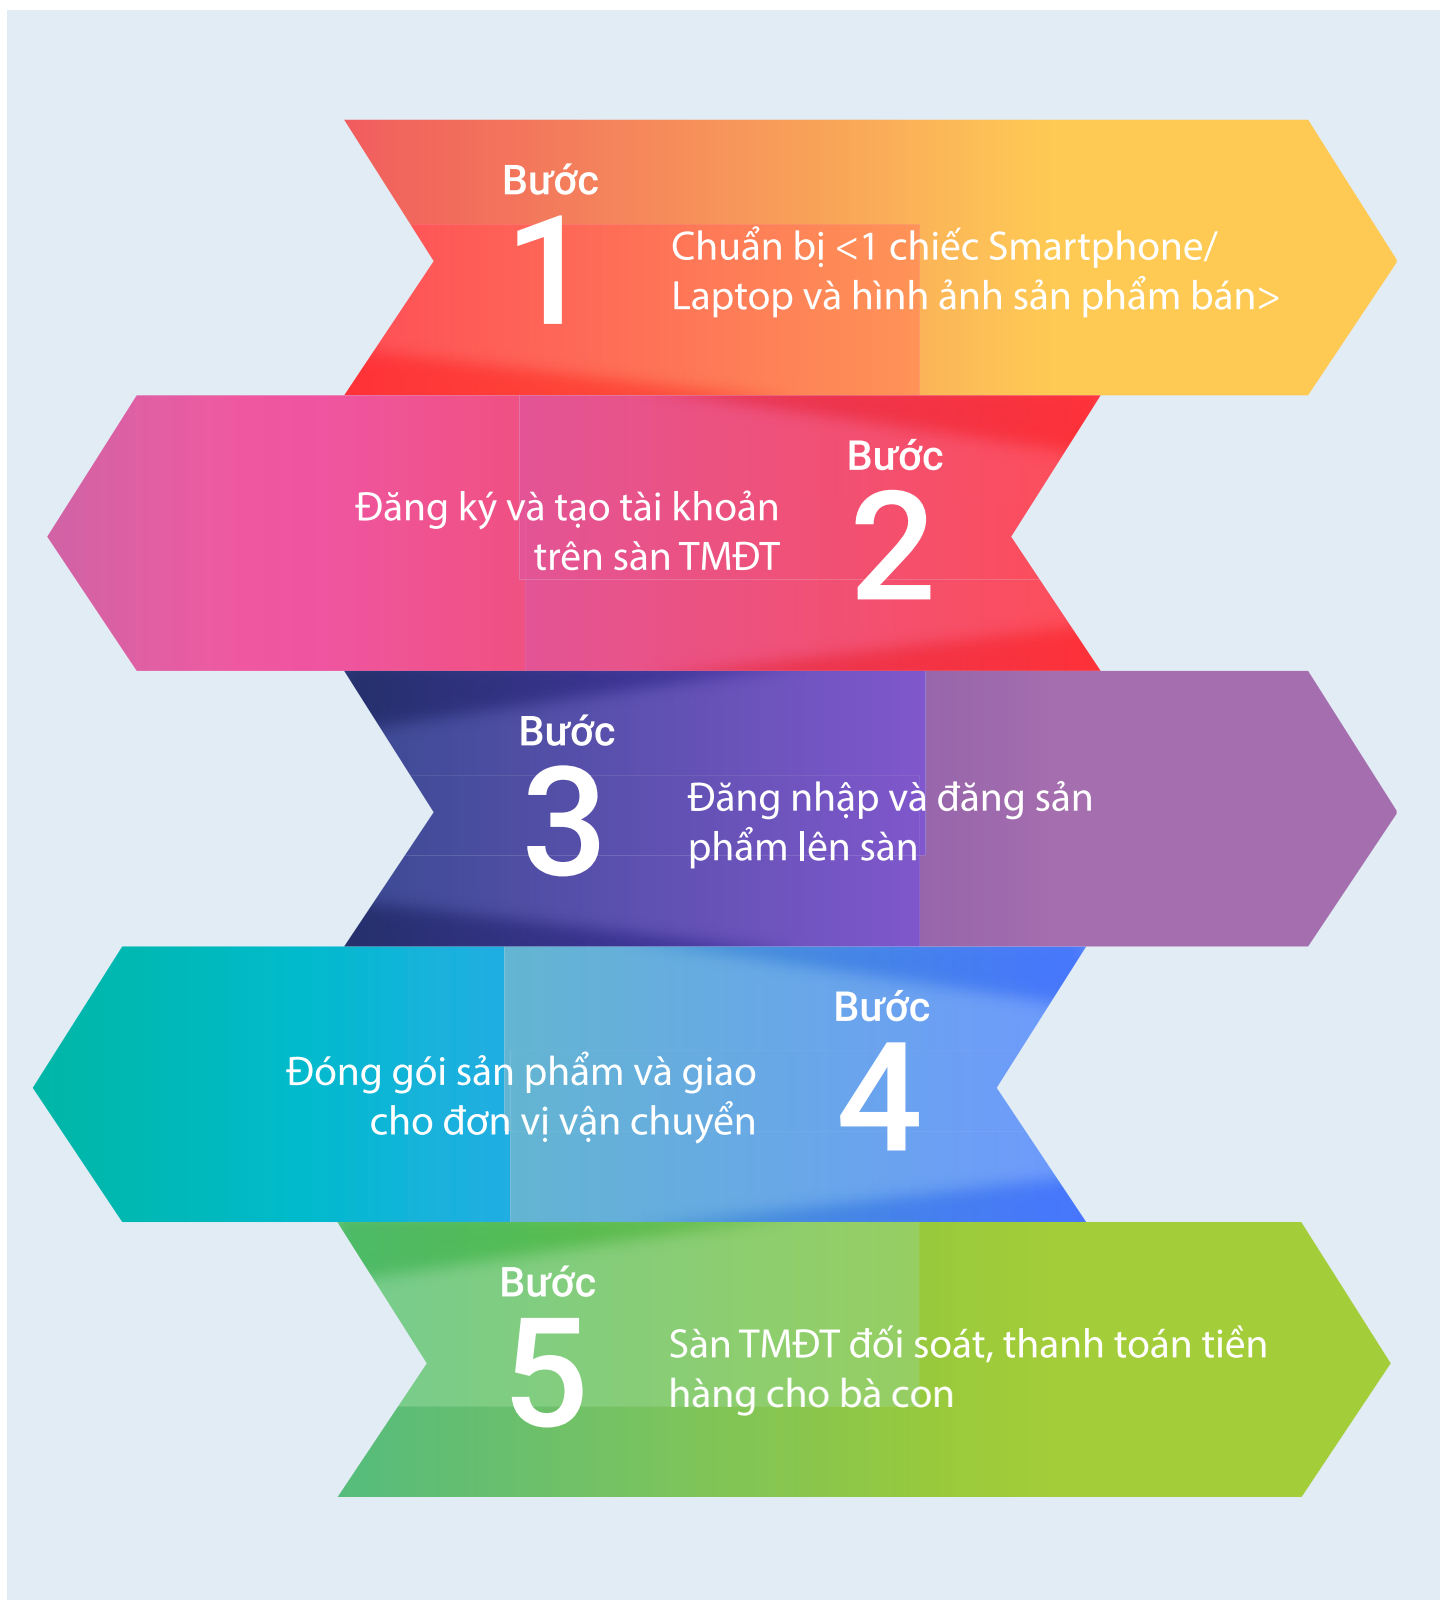 Bước
1
Chuẩn bị <1 chiếc Smartphone/
Laptop và hình ảnh sản phẩm bán>
Bước
2
Đăng ký và tạo tài khoản
trên sàn TMĐT
Bước
3
Đăng nhập và đăng sản
phẩm lên sàn
Bước
4
Đóng gói sản phẩm và giao
cho đơn vị vận chuyển
Bước
5
Sàn TMĐT đối soát, thanh toán tiền
hàng cho bà con